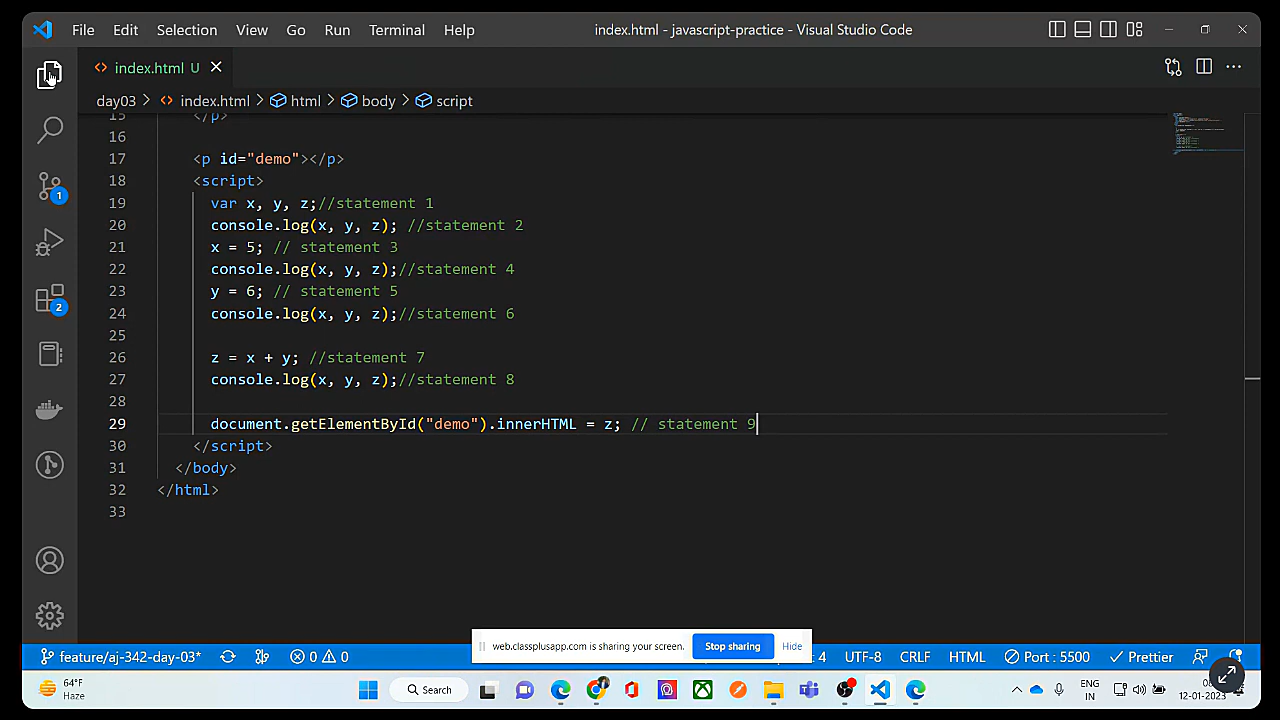 File Edit Selection View Go Run Terminal Help
index.html - javascript-practice - Visual Studio Code
index.html U
day03 > index.html > html > body > script
15 </p>
16
17 <p id="demo"></p>
18 <script>
19 var x, y, z;//statement 1
20 console.log(x, y, z); //statement 2
21 x = 5; // statement 3
22 console.log(x, y, z);//statement 4
23 y = 6; // statement 5
24 console.log(x, y, z);//statement 6
25
26 z = x + y; //statement 7
27 console.log(x, y, z);//statement 8
28
29 document.getElementById("demo").innerHTML = z; // statement 9
30 </script>
31 </body>
32 </html>
33
1
2
web.classplusapp.com is sharing your screen. Stop sharing Hide
feature/aj-342-day-03* 0 0 4 UTF-8 CRLF HTML Port : 5500 Prettier
64°F
Haze
Search
ENG
IN
12-01-2023